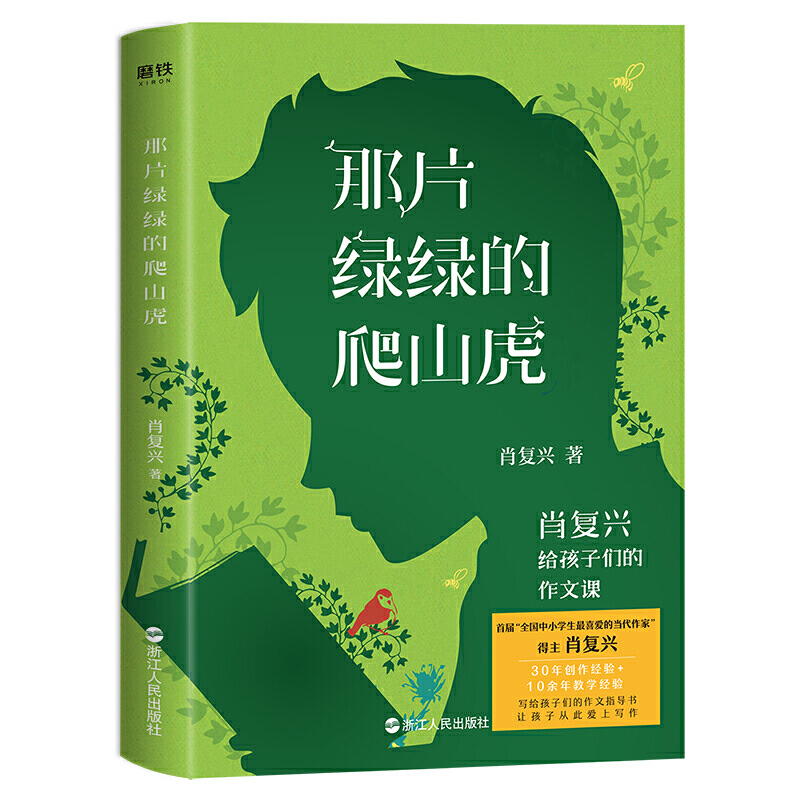 磨铁
XIRON
那片绿绿的爬山虎
肖复兴 著
浙江人民出版社
那片
绿绿的
爬山虎
肖复兴 著
肖复兴
给孩子们的
作文课
首届“全国中小学生最喜爱的当代作家”
得主 肖复兴
30年创作经验+
10余年教学经验
写给孩子们的作文指导书
让孩子从此爱上写作
浙江人民出版社